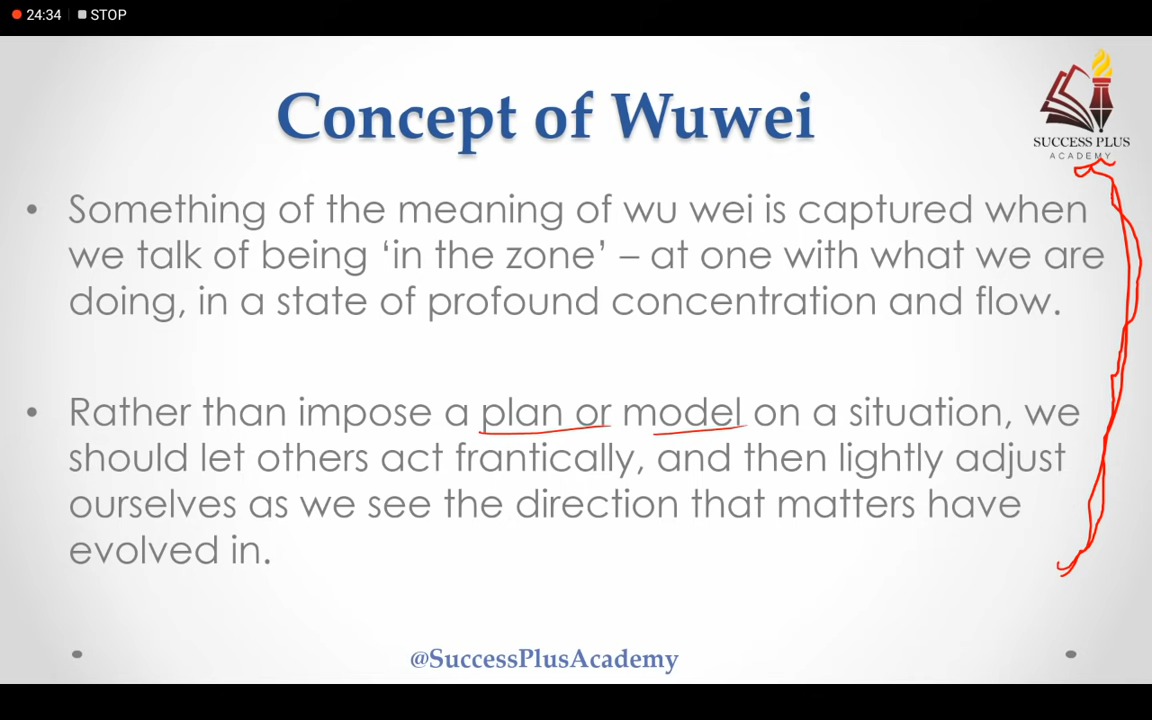 24:34 STOP
SUCCESS PLUS
ACADEMY
Concept of Wuwei
• Something of the meaning of wu wei is captured when
we talk of being ‘in the zone’ – at one with what we are
doing, in a state of profound concentration and flow.
• Rather than impose a plan or model on a situation, we
should let others act frantically, and then lightly adjust
ourselves as we see the direction that matters have
evolved in.
@SuccessPlusAcademy